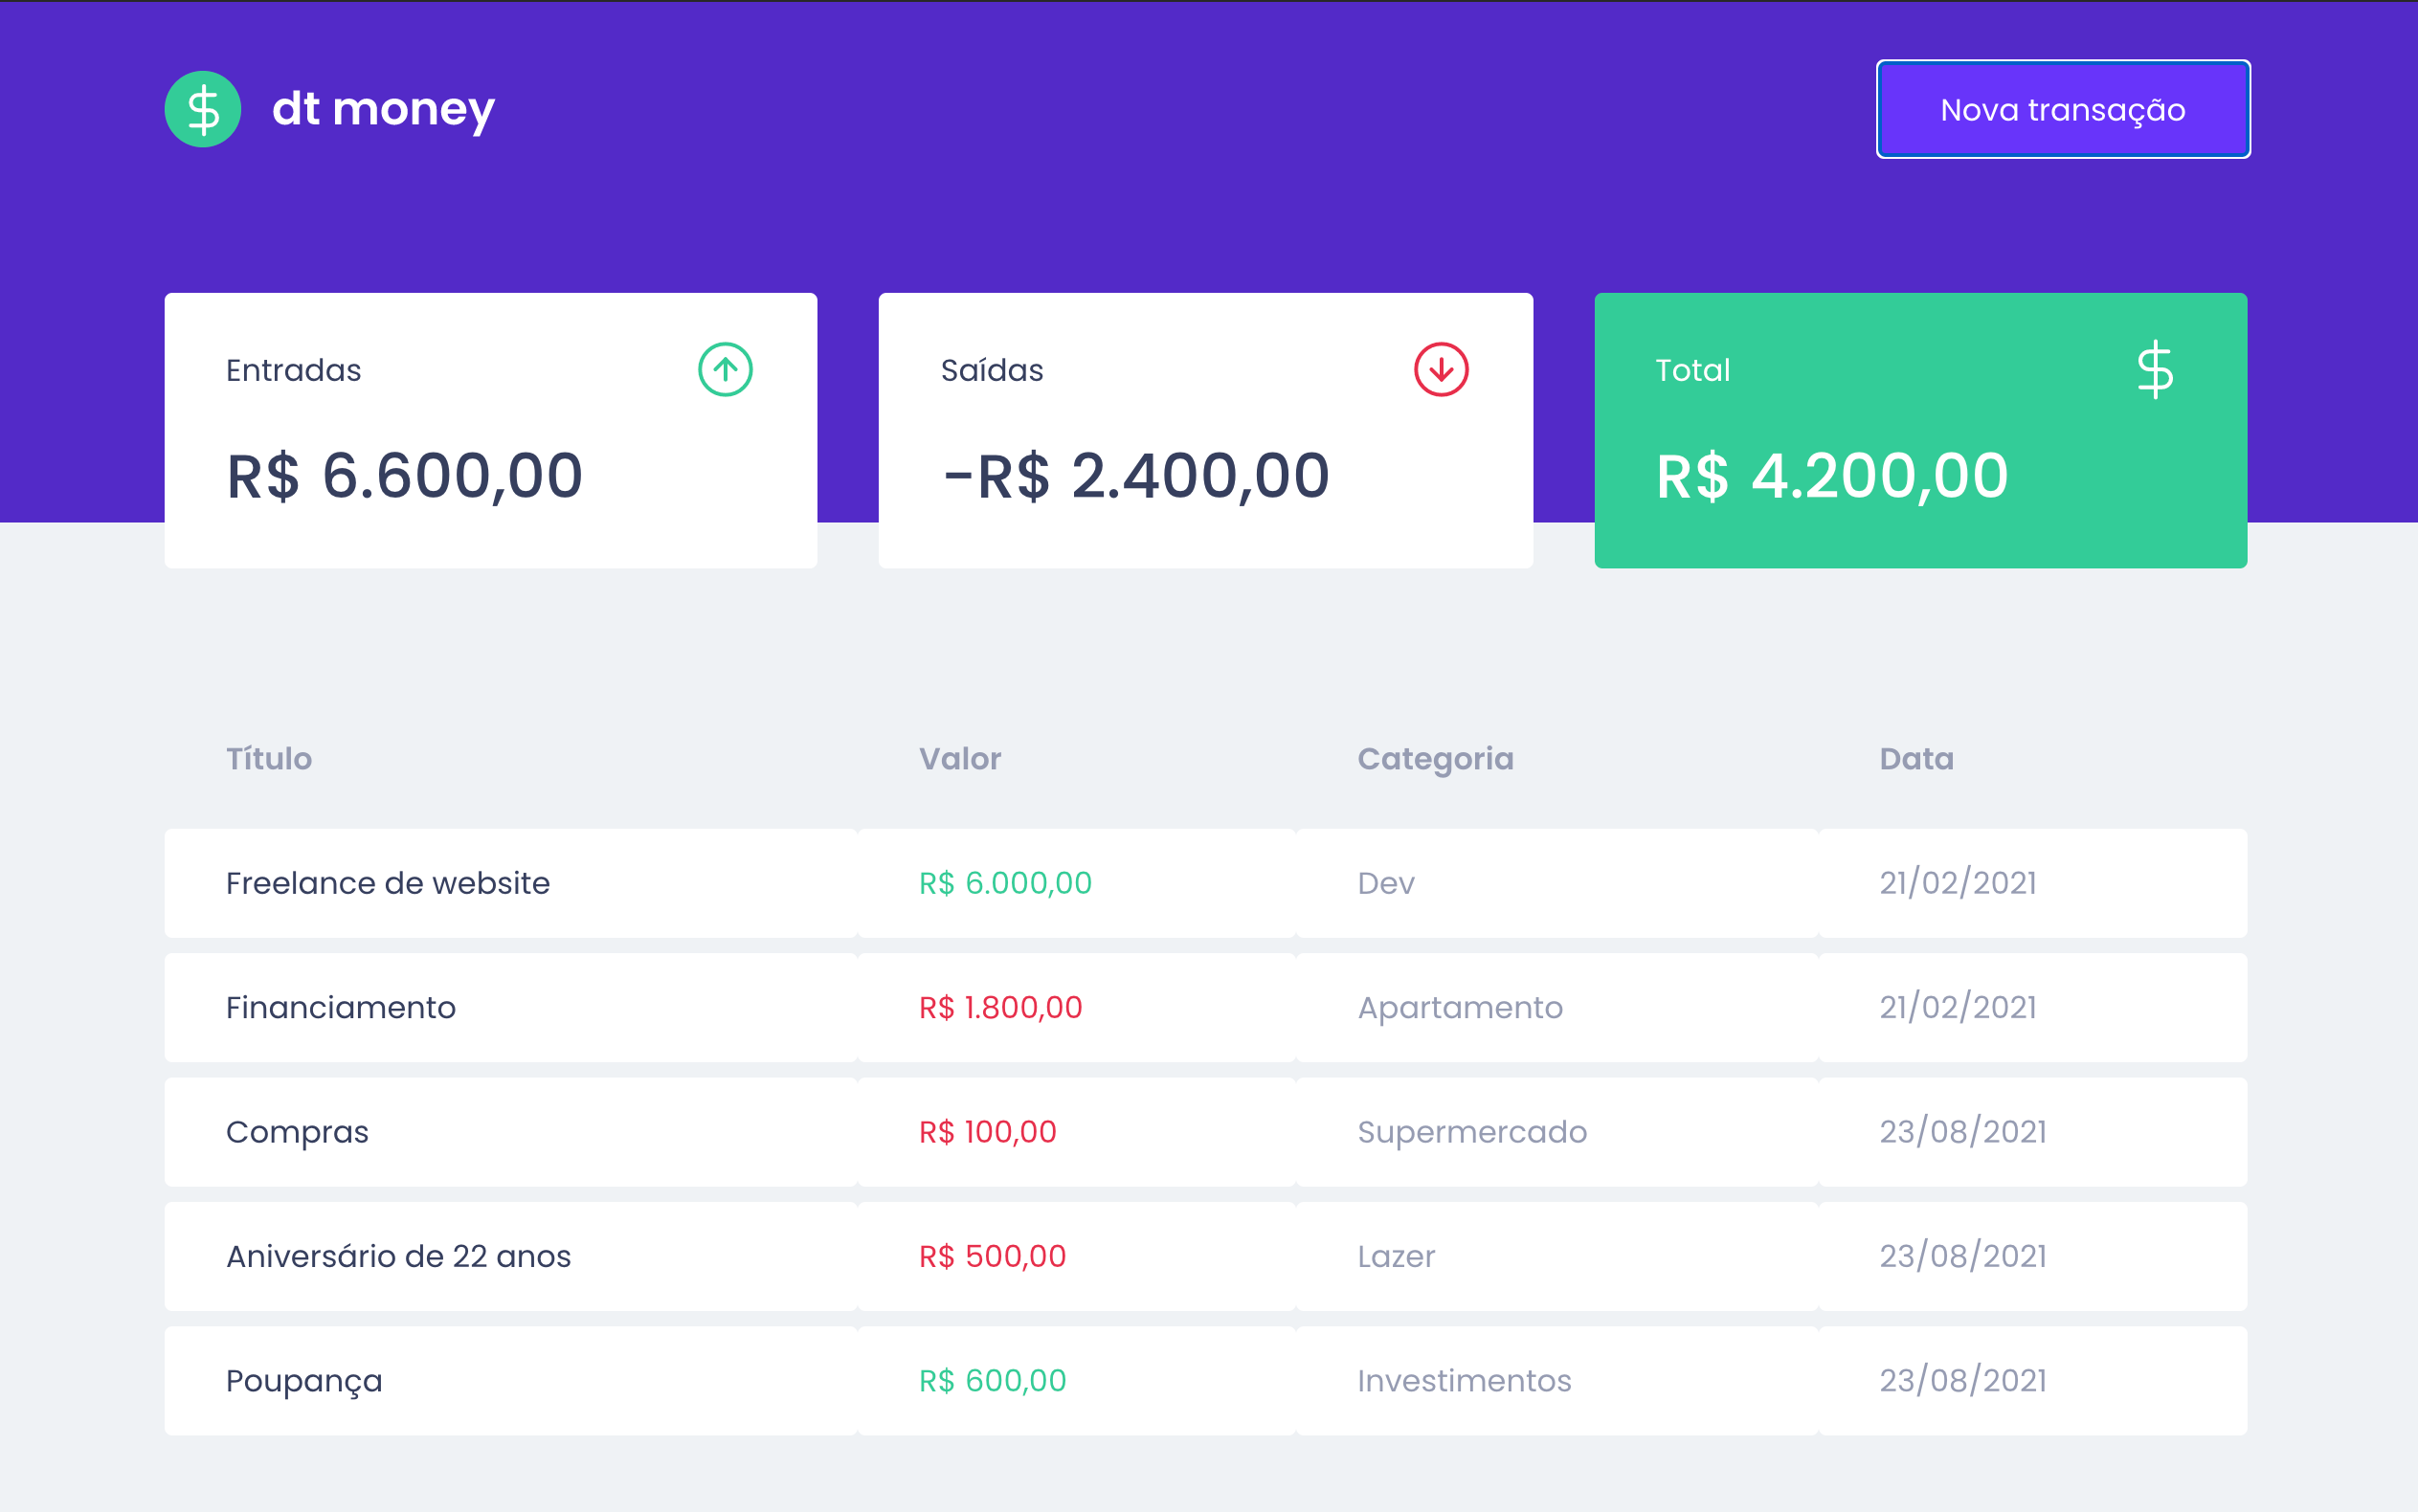 dt money
Nova transação
Entradas
R$ 6.600,00
Saídas
-R$ 2.400,00
Total
R$ 4.200,00
Título Valor Categoria Data
Freelance de website R$ 6.000,00 Dev 21/02/2021
Financiamento R$ 1.800,00 Apartamento 21/02/2021
Compras R$ 100,00 Supermercado 23/08/2021
Aniversário de 22 anos R$ 500,00 Lazer 23/08/2021
Poupança R$ 600,00 Investimentos 23/08/2021